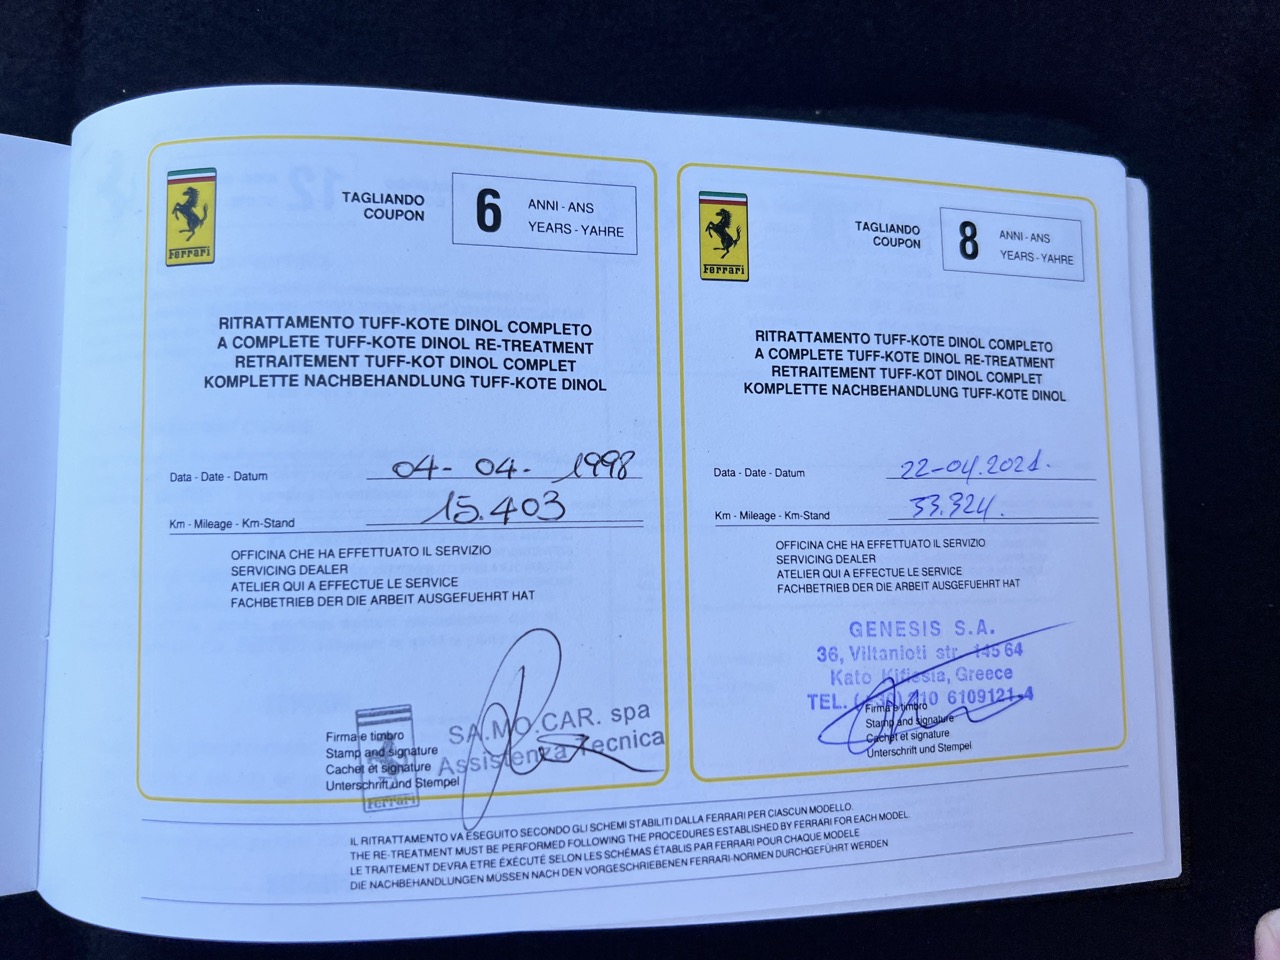 Ferrari
TAGLIANDO
COUPON
6
ANNI - ANS
YEARS - YAHRE
RITRATTAMENTO TUFF-KOTE DINOL COMPLETO
A COMPLETE TUFF-KOTE DINOL RE-TREATMENT
RETRAITEMENT TUFF-KOT DINOL COMPLET
KOMPLETTE NACHBEHANDLUNG TUFF-KOTE DINOL
Data - Date - Datum 04- 04- 1998
Km - Mileage - Km-Stand 15.403
OFFICINA CHE HA EFFETTUATO IL SERVIZIO
SERVICING DEALER
ATELIER QUI A EFFECTUE LE SERVICE
FACHBETRIEB DER DIE ARBEIT AUSGEFUEHRT HAT
SA.MO.CAR. spa
Assistenza Tecnica
Firma e timbro
Stamp and signature
Cachet et signature
Unterschrift und Stempel
Ferrari
Ferrari
TAGLIANDO
COUPON
8
ANNI - ANS
YEARS - YAHRE
RITRATTAMENTO TUFF-KOTE DINOL COMPLETO
A COMPLETE TUFF-KOTE DINOL RE-TREATMENT
RETRAITEMENT TUFF-KOT DINOL COMPLET
KOMPLETTE NACHBEHANDLUNG TUFF-KOTE DINOL
Data - Date - Datum 22-04.2021.
Km - Mileage - Km-Stand 33.324.
OFFICINA CHE HA EFFETTUATO IL SERVIZIO
SERVICING DEALER
ATELIER QUI A EFFECTUE LE SERVICE
FACHBETRIEB DER DIE ARBEIT AUSGEFUEHRT HAT
GENESIS S.A.
36, Viltanioti str. 145 64
Kato Kifissia, Greece
TEL. (+30) 210 6109121-4
Firma e timbro
Stamp and signature
Cachet et signature
Unterschrift und Stempel
IL RITRATTAMENTO VA ESEGUITO SECONDO GLI SCHEMI STABILITI DALLA FERRARI PER CIASCUN MODELLO.
THE RE-TREATMENT MUST BE PERFORMED FOLLOWING THE PROCEDURES ESTABLISHED BY FERRARI FOR EACH MODEL.
LE TRAITEMENT DEVRA ETRE ÉXÉCUTÉ SELON LES SCHÉMAS ÉTABLIS PAR FERRARI POUR CHAQUE MODELE
DIE NACHBEHANDLUNGEN MÜSSEN NACH DEN VORGESCHRIEBENEN FERRARI-NORMEN DURCHGEFÜHRT WERDEN